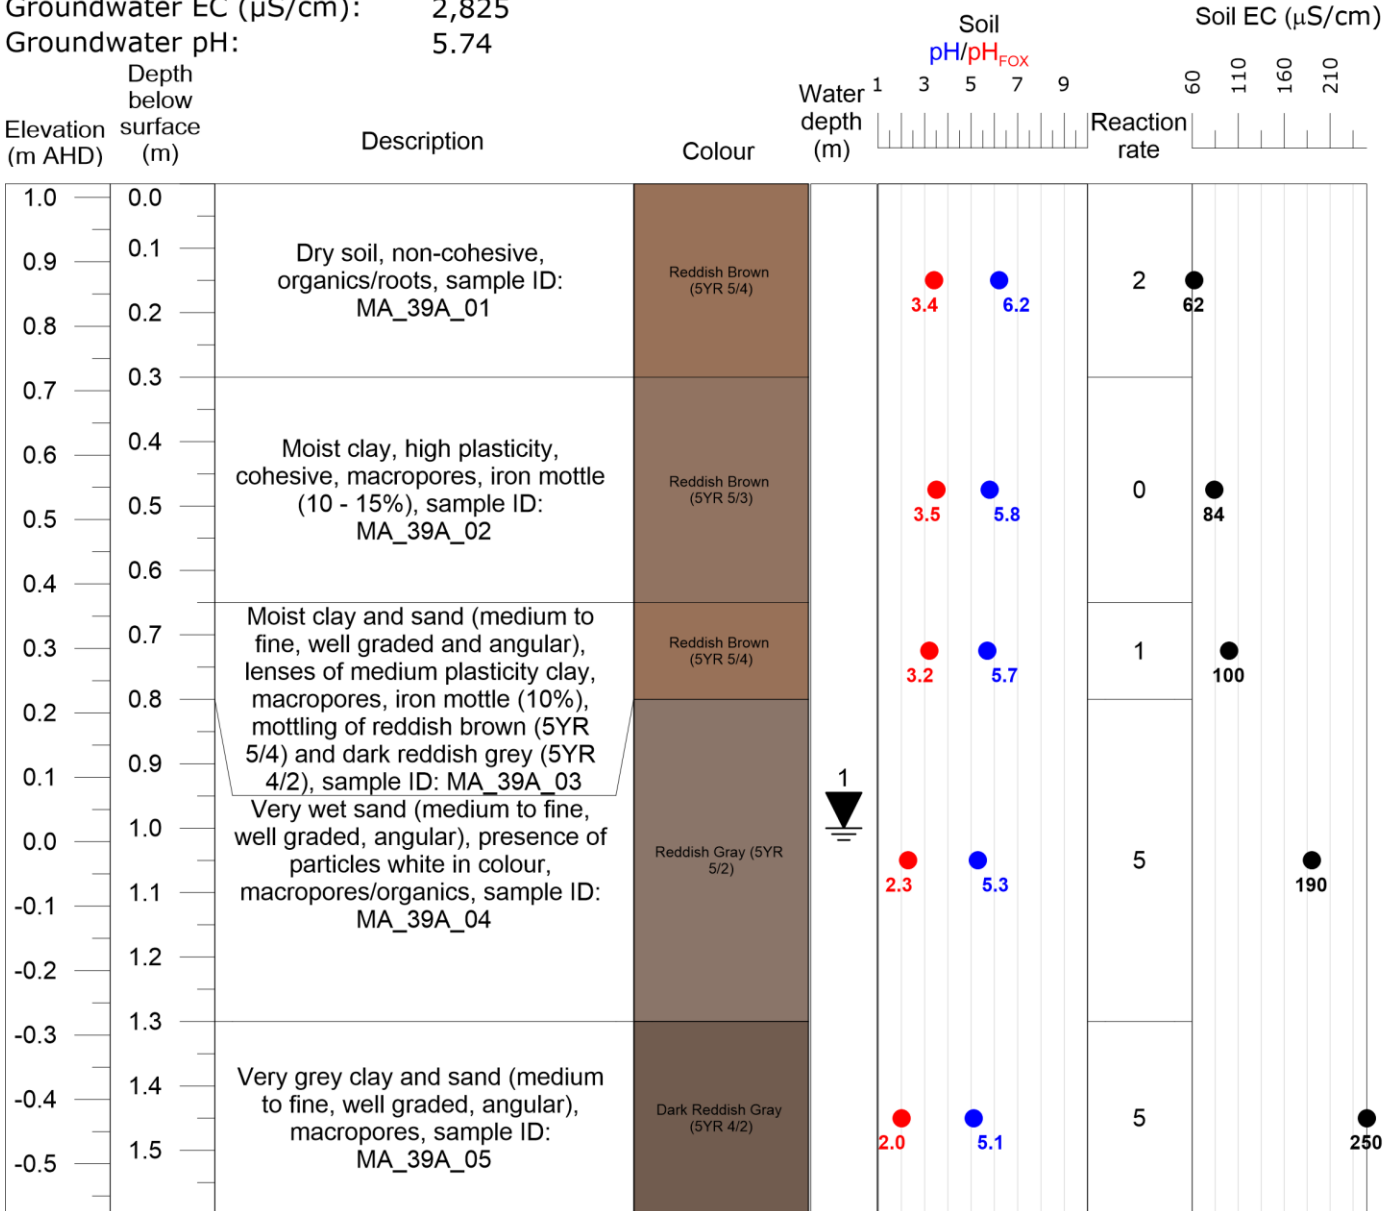 Groundwater EC (µS/cm): 2,825
Groundwater pH: 5.74
Elevation
(m AHD)
Depth
below
surface
(m)
Description
Colour
Water
depth
(m)
Soil
pH/pHFOX
1 3 5 7 9
Reaction
rate
Soil EC (µS/cm)
60 110 160 210
1.0
0.9
0.8
0.7
0.6
0.5
0.4
0.3
0.2
0.1
0.0
-0.1
-0.2
-0.3
-0.4
-0.5
0.0
0.1
0.2
0.3
0.4
0.5
0.6
0.7
0.8
0.9
1.0
1.1
1.2
1.3
1.4
1.5
Dry soil, non-cohesive,
organics/roots, sample ID:
MA_39A_01
Reddish Brown
(5YR 5/4)
3.4
6.2
2
62
Moist clay, high plasticity,
cohesive, macropores, iron mottle
(10 - 15%), sample ID:
MA_39A_02
Reddish Brown
(5YR 5/3)
3.5
5.8
0
84
Moist clay and sand (medium to
fine, well graded and angular),
lenses of medium plasticity clay,
macropores, iron mottle (10%),
mottling of reddish brown (5YR
5/4) and dark reddish grey (5YR
4/2), sample ID: MA_39A_03
Reddish Brown
(5YR 5/4)
3.2
5.7
1
100
Very wet sand (medium to fine,
well graded, angular), presence of
particles white in colour,
macropores/organics, sample ID:
MA_39A_04
Reddish Gray (5YR
5/2)
1
2.3
5.3
5
190
Very grey clay and sand (medium
to fine, well graded, angular),
macropores, sample ID:
MA_39A_05
Dark Reddish Gray
(5YR 4/2)
2.0
5.1
5
250